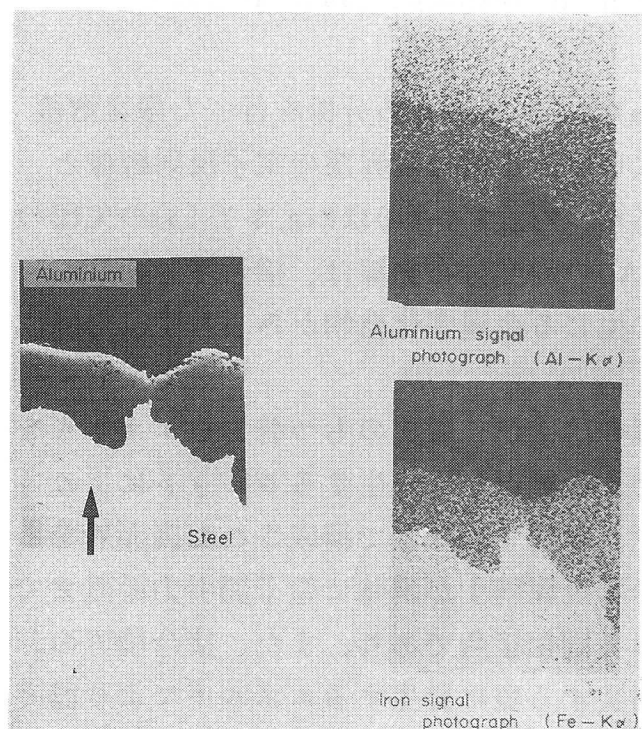 Aluminium
Steel
Aluminium signal
photograph (Al-Kα)
Iron signal
photograph (Fe-Kα)